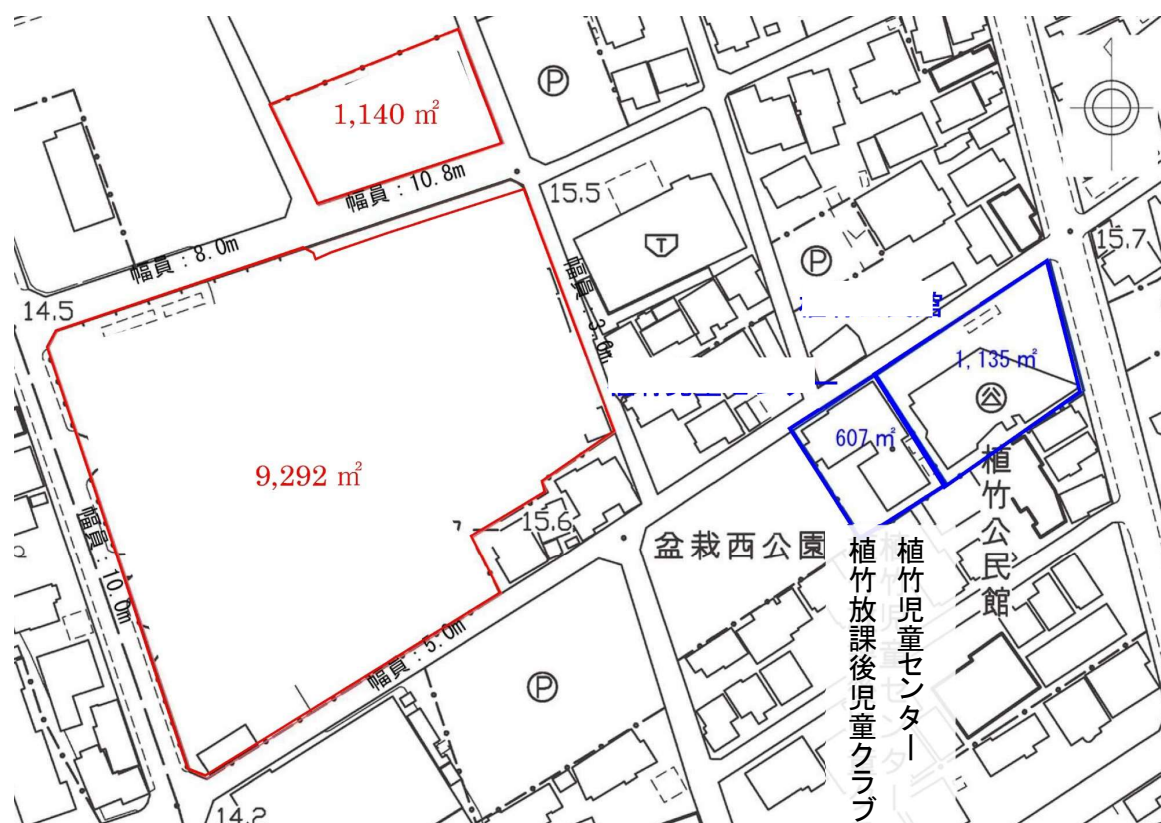 1,140 ㎡
Ⓟ
幅員：10.8m
15.5
幅員：8.0m
幅員：3.6m
T
Ⓟ
15.7
14.5
1,135 ㎡
公
607 ㎡
9,292 ㎡
15.6
植竹公民館
盆栽西公園
植竹児童センター
植竹放課後児童クラブ
幅員：10.0m
幅員：5.0m
Ⓟ
14.2